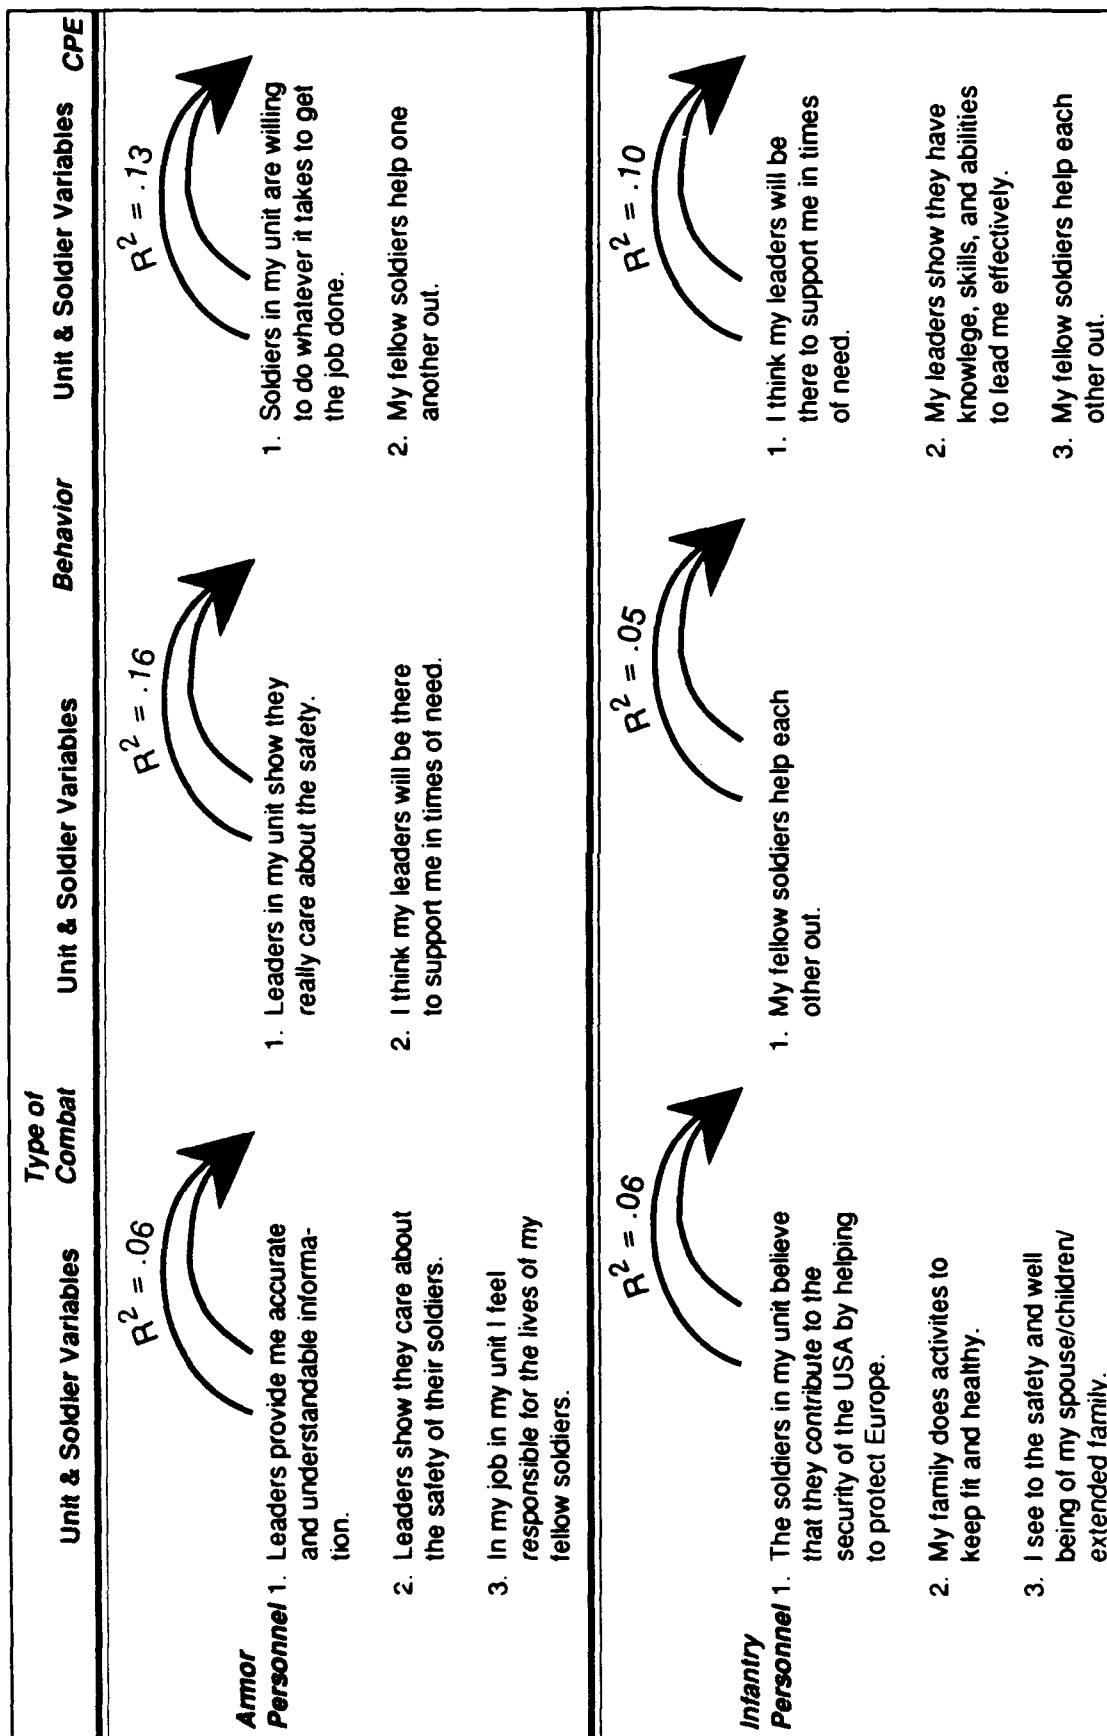 Type of
Unit & Soldier Variables Combat Unit & Soldier Variables Behavior Unit & Soldier Variables CPE
R² = .06
R² = .16
R² = .13
Armor
Personnel
1. Leaders provide me accurate
and understandable informa-
tion.
2. Leaders show they care about
the safety of their soldiers.
3. In my job in my unit I feel
responsible for the lives of my
fellow soldiers.
1. Leaders in my unit show they
really care about the safety.
2. I think my leaders will be there
to support me in times of need.
1. Soldiers in my unit are willing
to do whatever it takes to get
the job done.
2. My fellow soldiers help one
another out.
R² = .06
R² = .05
R² = .10
Infantry
Personnel
1. The soldiers in my unit believe
that they contribute to the
security of the USA by helping
to protect Europe.
2. My family does activites to
keep fit and healthy.
3. I see to the safety and well
being of my spouse/children/
extended family.
1. My fellow soldiers help each
other out.
1. I think my leaders will be
there to support me in times
of need.
2. My leaders show they have
knowlege, skills, and abilities
to lead me effectively.
3. My fellow soldiers help each
other out.